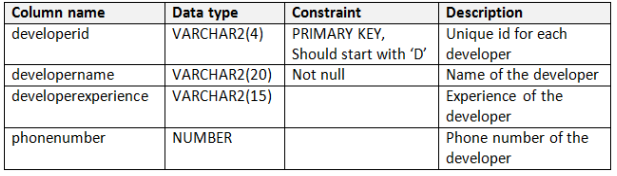 Column name Data type Constraint Description
developerid VARCHAR2(4) PRIMARY KEY, Unique id for each
Should start with ‘D’ developer
developername VARCHAR2(20) Not null Name of the developer
developerexperience VARCHAR2(15) Experience of the
developer
phonenumber NUMBER Phone number of the
developer